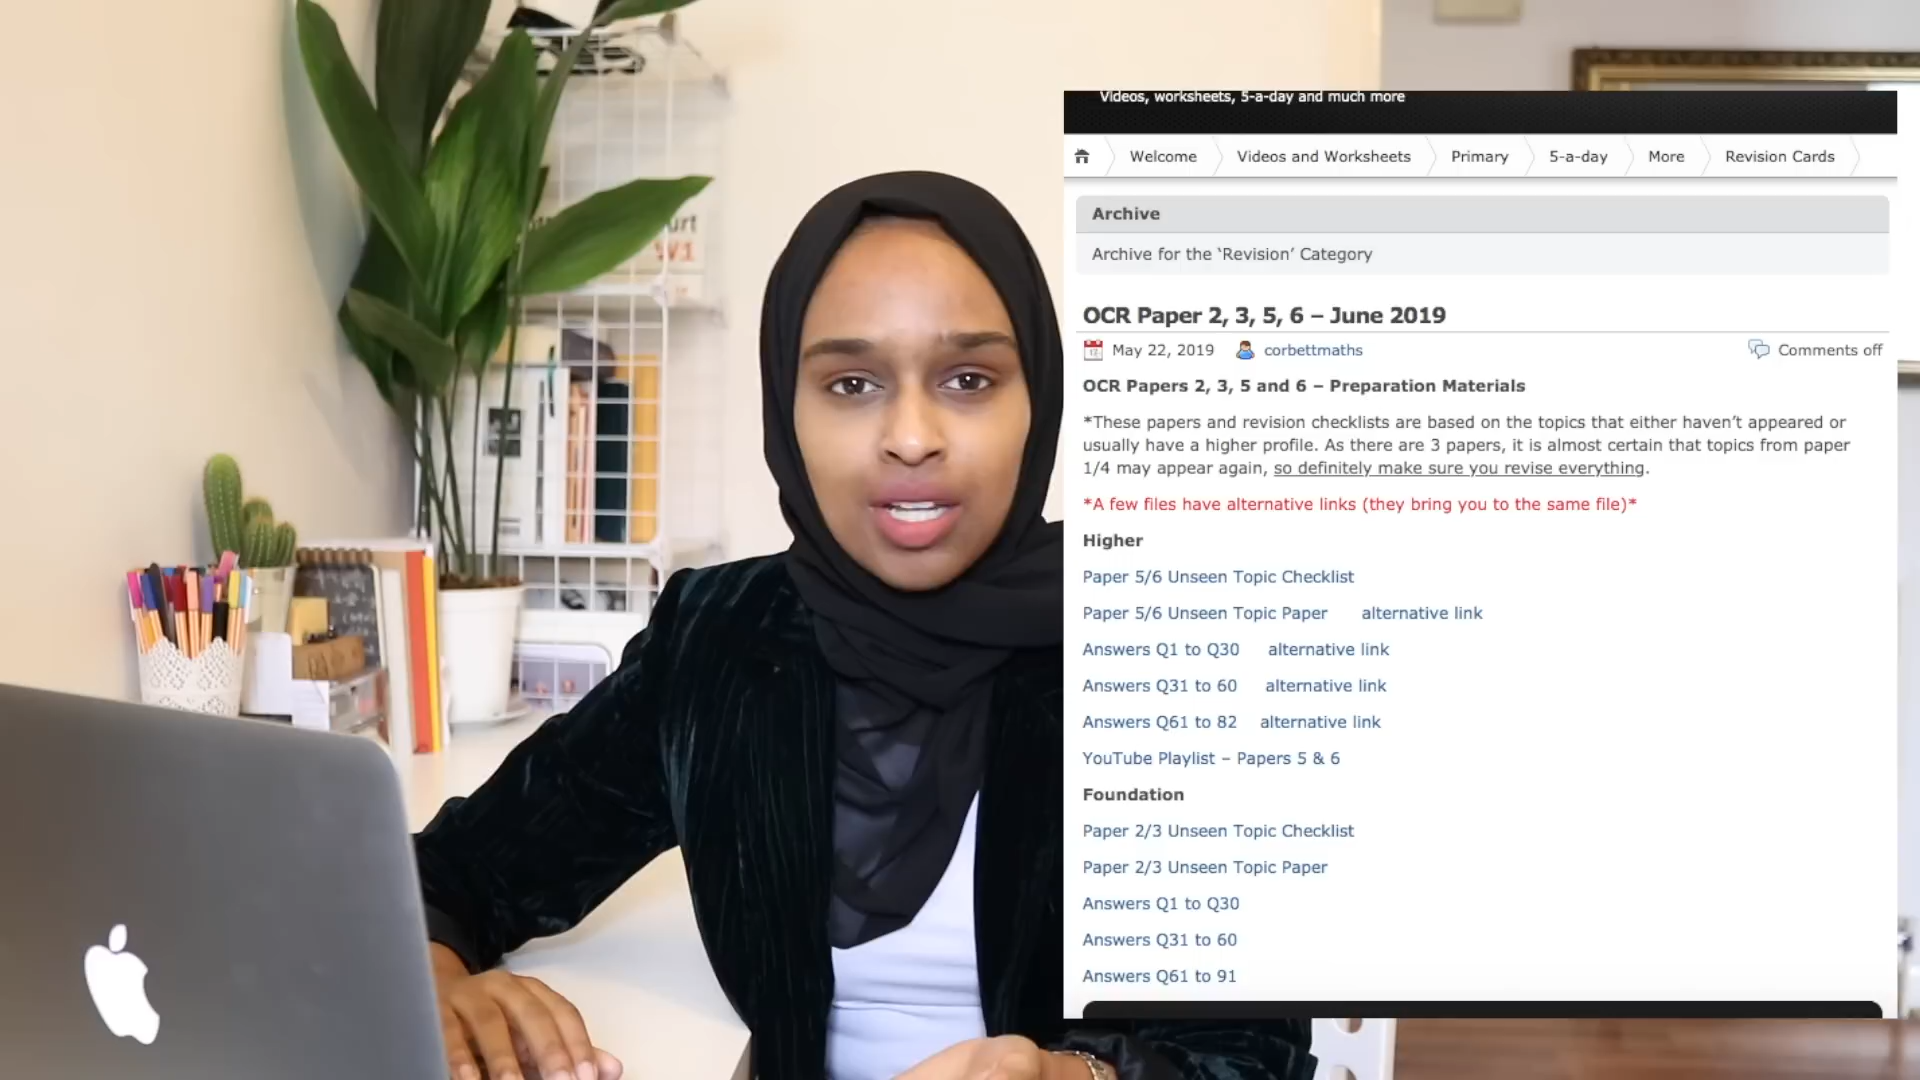 Videos, worksheets, 5-a-day and much more
Welcome
Videos and Worksheets
Primary
5-a-day
More
Revision Cards
Archive
Archive for the ‘Revision’ Category
OCR Paper 2, 3, 5, 6 – June 2019
May 22, 2019 corbettmaths Comments off
OCR Papers 2, 3, 5 and 6 – Preparation Materials
*These papers and revision checklists are based on the topics that either haven’t appeared or
usually have a higher profile. As there are 3 papers, it is almost certain that topics from paper
1/4 may appear again, so definitely make sure you revise everything.
*A few files have alternative links (they bring you to the same file)*
Higher
Paper 5/6 Unseen Topic Checklist
Paper 5/6 Unseen Topic Paper alternative link
Answers Q1 to Q30 alternative link
Answers Q31 to 60 alternative link
Answers Q61 to 82 alternative link
YouTube Playlist – Papers 5 & 6
Foundation
Paper 2/3 Unseen Topic Checklist
Paper 2/3 Unseen Topic Paper
Answers Q1 to Q30
Answers Q31 to 60
Answers Q61 to 91